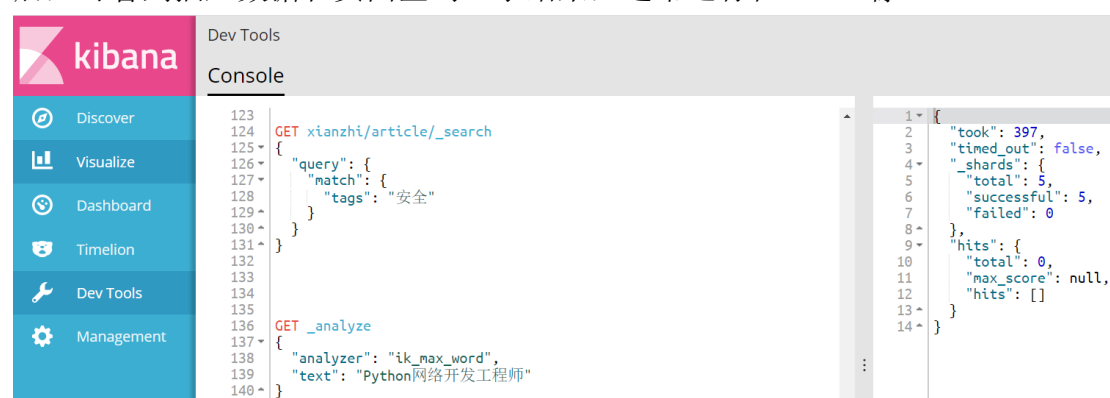 kibana
Discover
Visualize
Dashboard
Timelion
Dev Tools
Management
Dev Tools
Console
123
124 GET xianzhi/article/_search
125 {
126 "query": {
127 "match": {
128 "tags": "安全"
129 }
130 }
131 }
132
133
134
135
136 GET _analyze
137 {
138 "analyzer": "ik_max_word",
139 "text": "Python网络开发工程师"
140 }
1 {
2 "took": 397,
3 "timed_out": false,
4 "_shards": {
5 "total": 5,
6 "successful": 5,
7 "failed": 0
8 },
9 "hits": {
10 "total": 0,
11 "max_score": null,
12 "hits": []
13 }
14 }